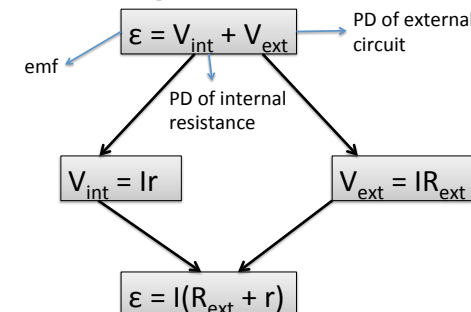 ε = V_int + V_ext
PD of external
circuit
emf
PD of internal
resistance
V_int = Ir
V_ext = IR_ext
ε = I(R_ext + r)